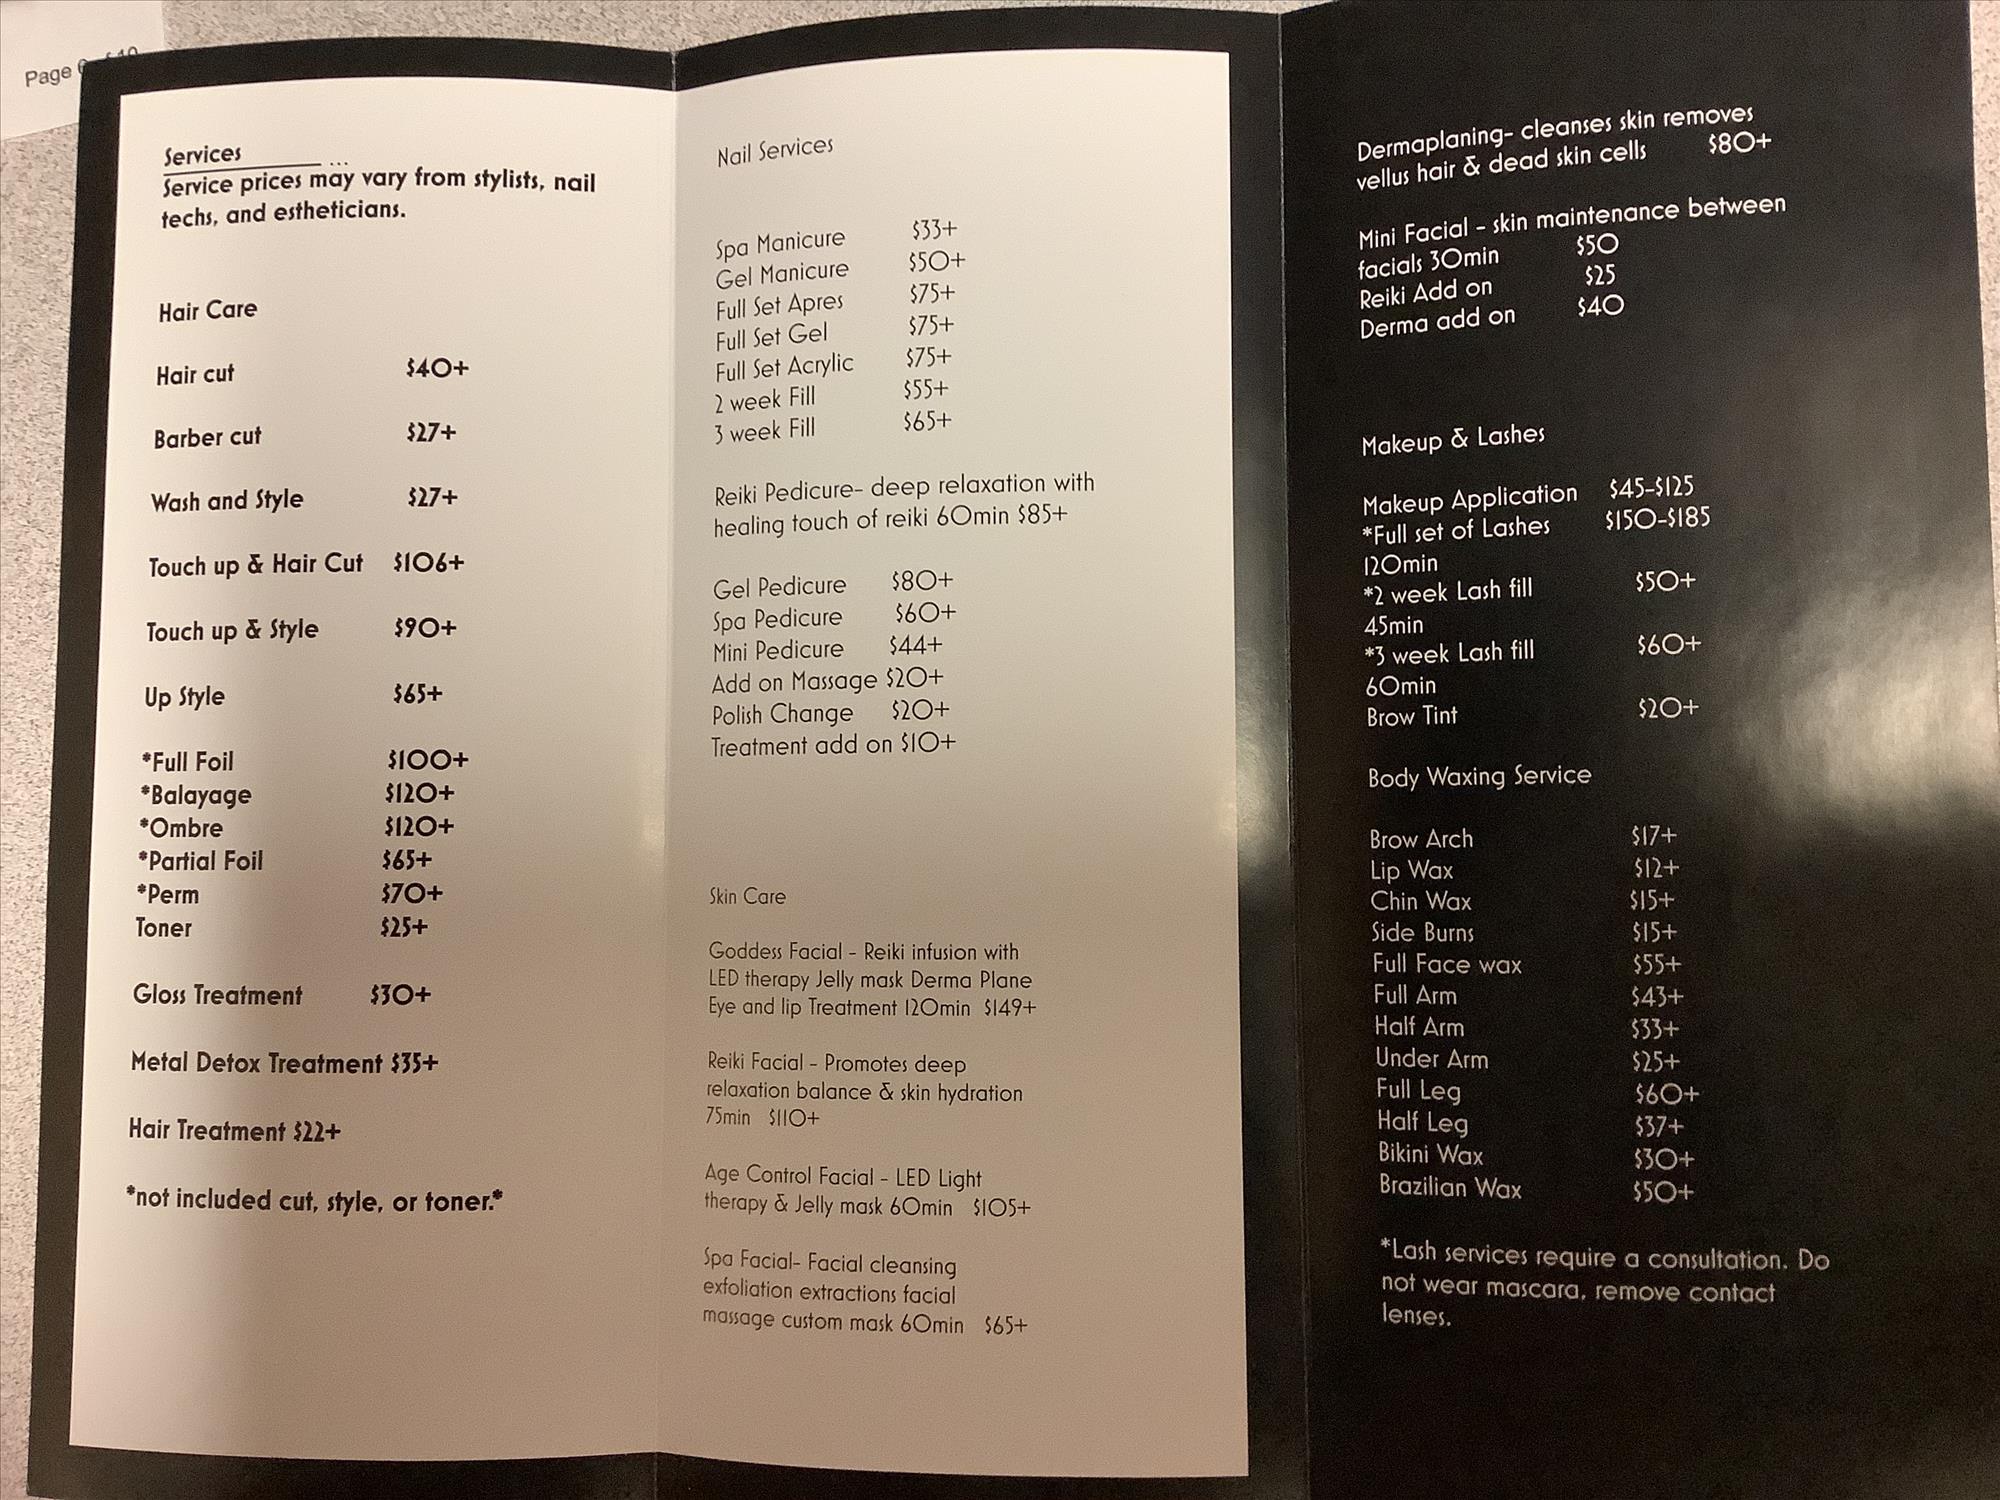 Page
Services
Service prices may vary from stylists, nail
techs, and estheticians.
Hair Care
Hair cut $40+
Barber cut $27+
Wash and Style $27+
Touch up & Hair Cut $106+
Touch up & Style $90+
Up Style $65+
*Full Foil $100+
*Balayage $120+
*Ombre $120+
*Partial Foil $65+
*Perm $70+
Toner $25+
Gloss Treatment $30+
Metal Detox Treatment $35+
Hair Treatment $22+
*not included cut, style, or toner.*
Nail Services
Spa Manicure $33+
Gel Manicure $50+
Full Set Apres $75+
Full Set Gel $75+
Full Set Acrylic $75+
2 week Fill $55+
3 week Fill $65+
Reiki Pedicure- deep relaxation with
healing touch of reiki 60min $85+
Gel Pedicure $80+
Spa Pedicure $60+
Mini Pedicure $44+
Add on Massage $20+
Polish Change $20+
Treatment add on $10+
Skin Care
Goddess Facial - Reiki infusion with
LED therapy Jelly mask Derma Plane
Eye and lip Treatment 120min $149+
Reiki Facial - Promotes deep
relaxation balance & skin hydration
75min $110+
Age Control Facial - LED Light
therapy & Jelly mask 60min $105+
Spa Facial- Facial cleansing
exfoliation extractions facial
massage custom mask 60min $65+
Dermaplaning- cleanses skin removes
vellus hair & dead skin cells $80+
Mini Facial - skin maintenance between
facials 30min $50
Reiki Add on $25
Derma add on $40
Makeup & Lashes
Makeup Application $45-$125
*Full set of Lashes $150-$185
120min
*2 week Lash fill $50+
45min
*3 week Lash fill $60+
60min
Brow Tint $20+
Body Waxing Service
Brow Arch $17+
Lip Wax $12+
Chin Wax $15+
Side Burns $15+
Full Face wax $55+
Full Arm $43+
Half Arm $33+
Under Arm $25+
Full Leg $60+
Half Leg $37+
Bikini Wax $30+
Brazilian Wax $50+
*Lash services require a consultation. Do
not wear mascara, remove contact
lenses.